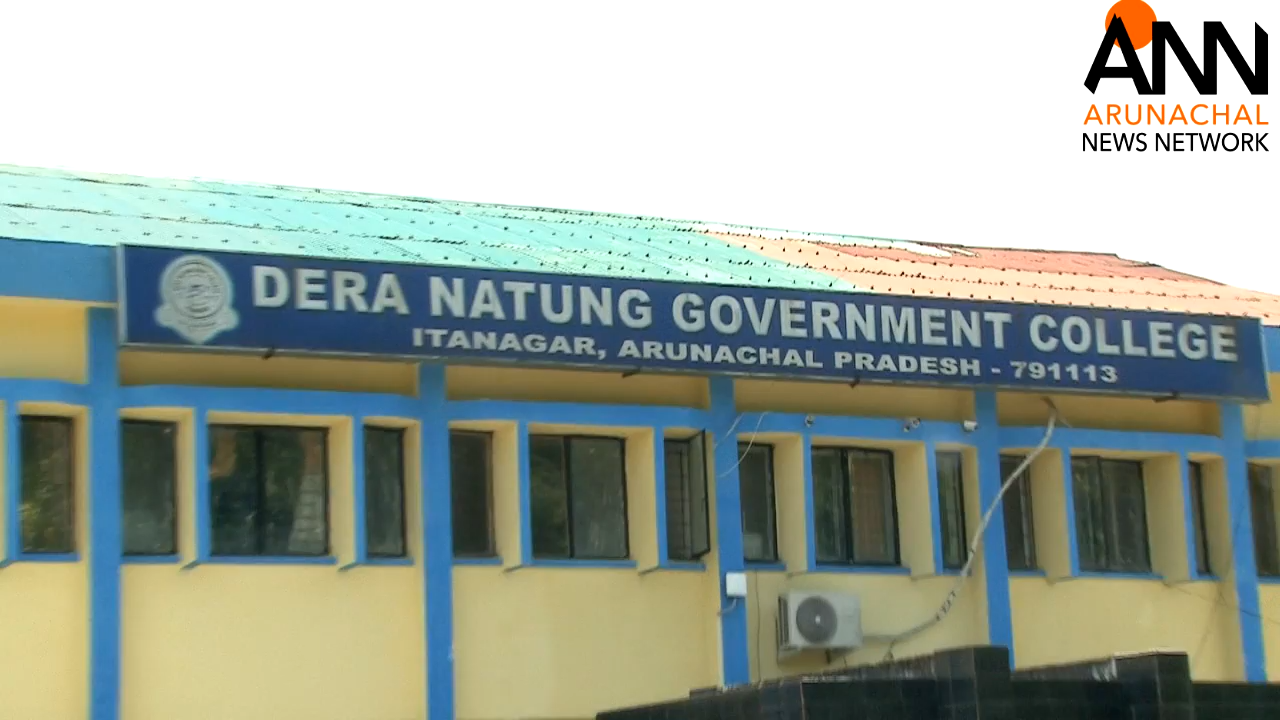 ANN
ARUNACHAL
NEWS NETWORK
DERA NATUNG GOVERNMENT COLLEGE
ITANAGAR, ARUNACHAL PRADESH - 791113